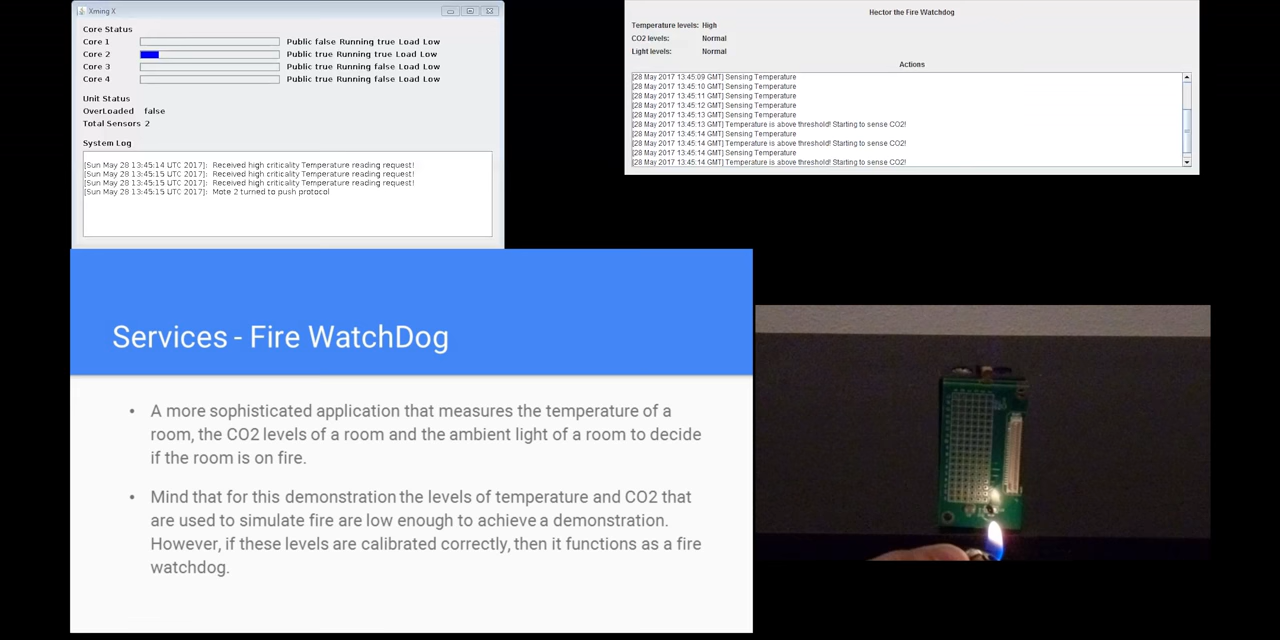 Xming X
Core Status
Core 1 Public false Running true Load Low
Core 2 Public true Running true Load Low
Core 3 Public true Running false Load Low
Core 4 Public true Running false Load Low
Unit Status
OverLoaded false
Total Sensors 2
System Log
[Sun May 28 13:45:14 UTC 2017]: Received high criticality Temperature reading request!
[Sun May 28 13:45:15 UTC 2017]: Received high criticality Temperature reading request!
[Sun May 28 13:45:15 UTC 2017]: Received high criticality Temperature reading request!
[Sun May 28 13:45:15 UTC 2017]: Mote 2 turned to push protocol
Hector the Fire Watchdog
Temperature levels: High
CO2 levels: Normal
Light levels: Normal
Actions
[28 May 2017 13:45:09 GMT] Sensing Temperature
[28 May 2017 13:45:10 GMT] Sensing Temperature
[28 May 2017 13:45:11 GMT] Sensing Temperature
[28 May 2017 13:45:12 GMT] Sensing Temperature
[28 May 2017 13:45:13 GMT] Sensing Temperature
[28 May 2017 13:45:13 GMT] Temperature is above threshold! Starting to sense CO2!
[28 May 2017 13:45:14 GMT] Sensing Temperature
[28 May 2017 13:45:14 GMT] Temperature is above threshold! Starting to sense CO2!
[28 May 2017 13:45:14 GMT] Sensing Temperature
[28 May 2017 13:45:14 GMT] Temperature is above threshold! Starting to sense CO2!
Services - Fire WatchDog
• A more sophisticated application that measures the temperature of a
room, the CO2 levels of a room and the ambient light of a room to decide
if the room is on fire.
• Mind that for this demonstration the levels of temperature and CO2 that
are used to simulate fire are low enough to achieve a demonstration.
However, if these levels are calibrated correctly, then it functions as a fire
watchdog.